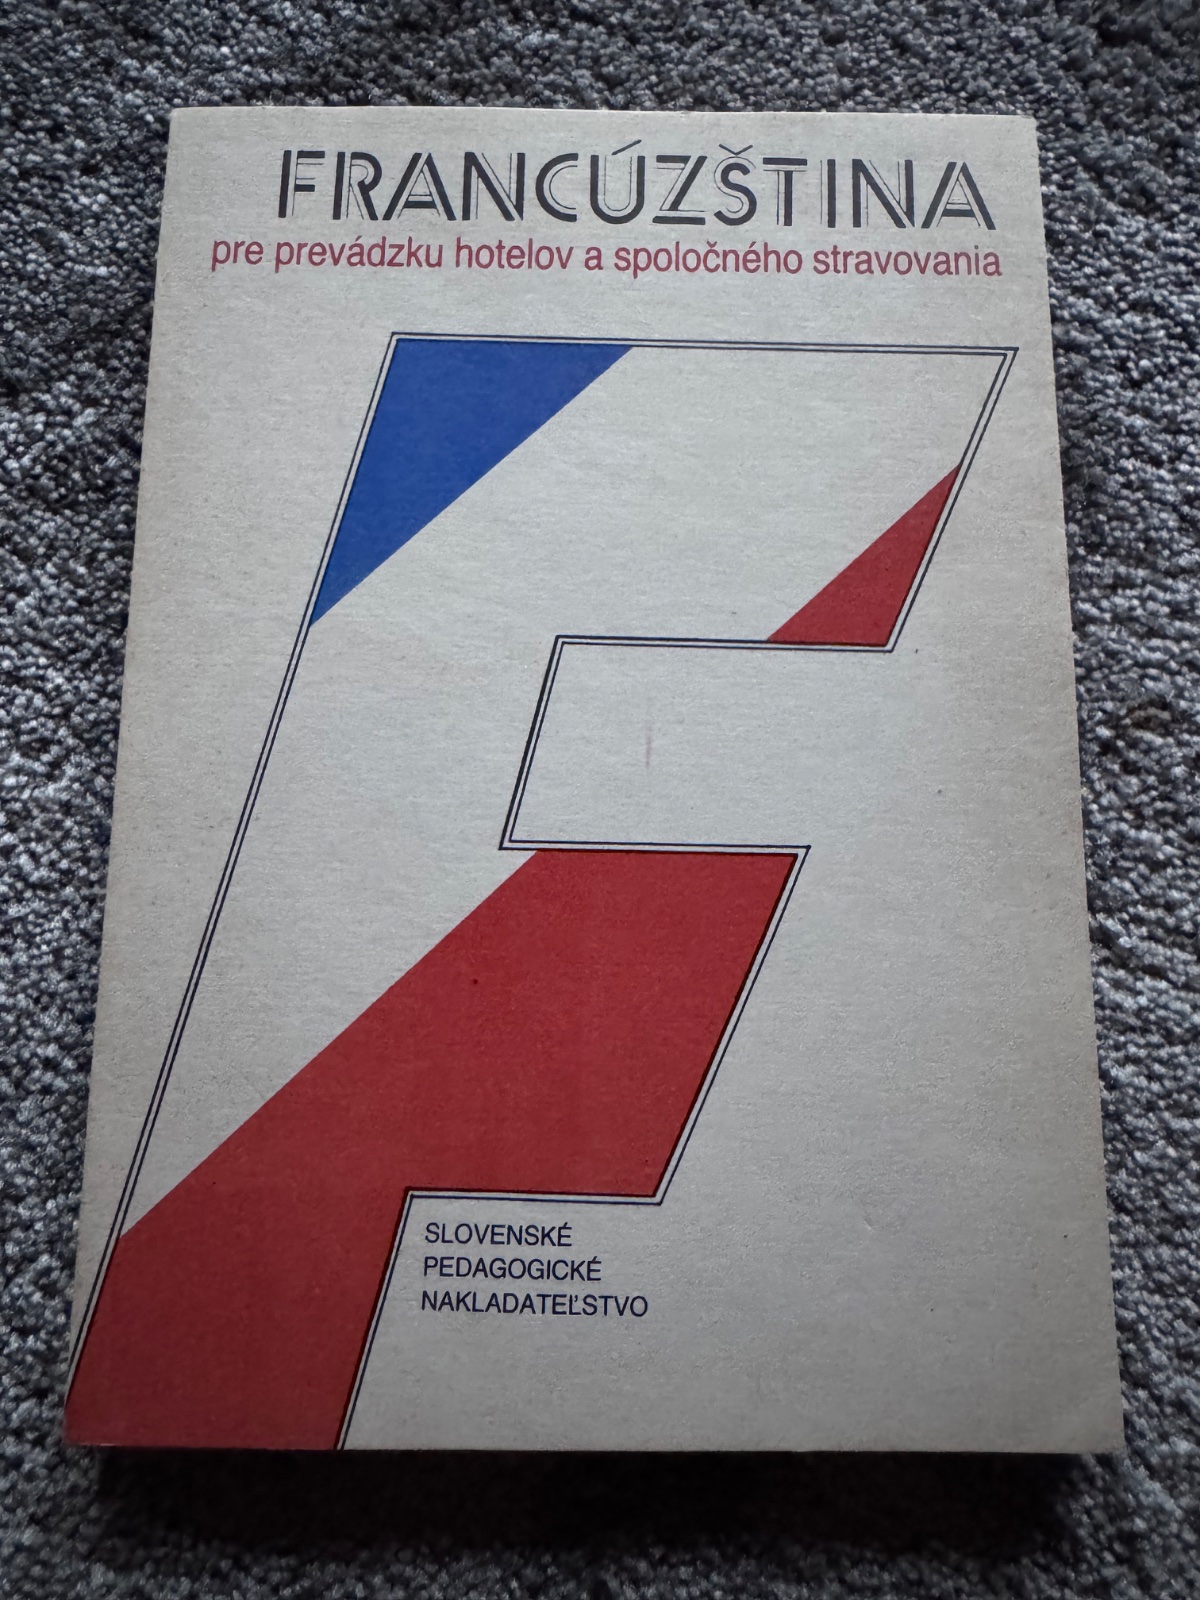 FRANCÚZŠTINA
pre prevádzku hotelov a spoločného stravovania
SLOVENSKÉ
PEDAGOGICKÉ
NAKLADATEĽSTVO